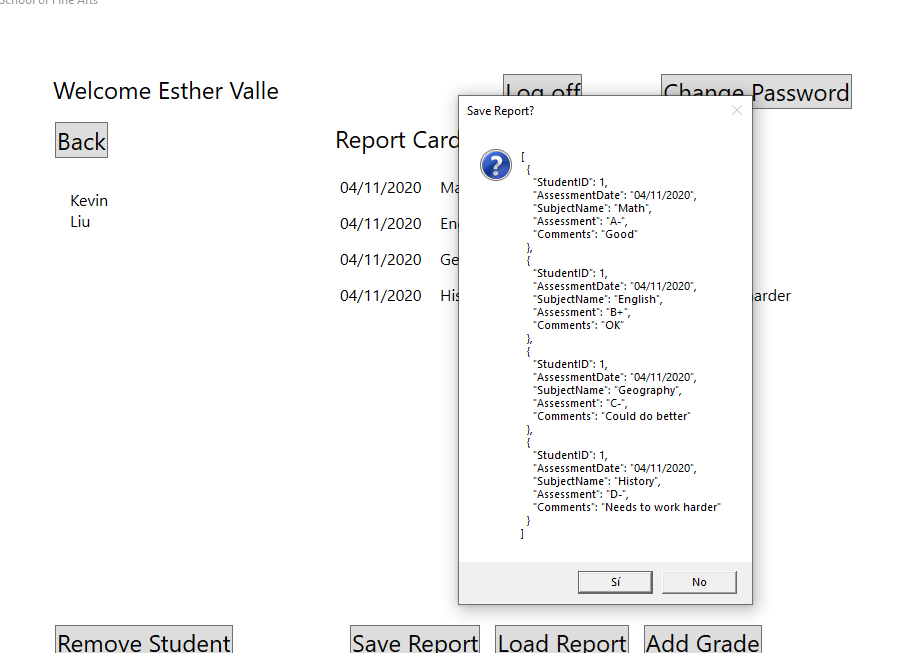 School of Fine Arts
Welcome Esther Valle
Log off
Change Password
Back
Report Card
Kevin
Liu
04/11/2020 Ma
04/11/2020 En
04/11/2020 Ge
04/11/2020 His
arder
Save Report?
[
{
"StudentID": 1,
"AssessmentDate": "04/11/2020",
"SubjectName": "Math",
"Assessment": "A-",
"Comments": "Good"
},
{
"StudentID": 1,
"AssessmentDate": "04/11/2020",
"SubjectName": "English",
"Assessment": "B+",
"Comments": "OK"
},
{
"StudentID": 1,
"AssessmentDate": "04/11/2020",
"SubjectName": "Geography",
"Assessment": "C-",
"Comments": "Could do better"
},
{
"StudentID": 1,
"AssessmentDate": "04/11/2020",
"SubjectName": "History",
"Assessment": "D-",
"Comments": "Needs to work harder"
}
]
Sí
No
Remove Student
Save Report
Load Report
Add Grade